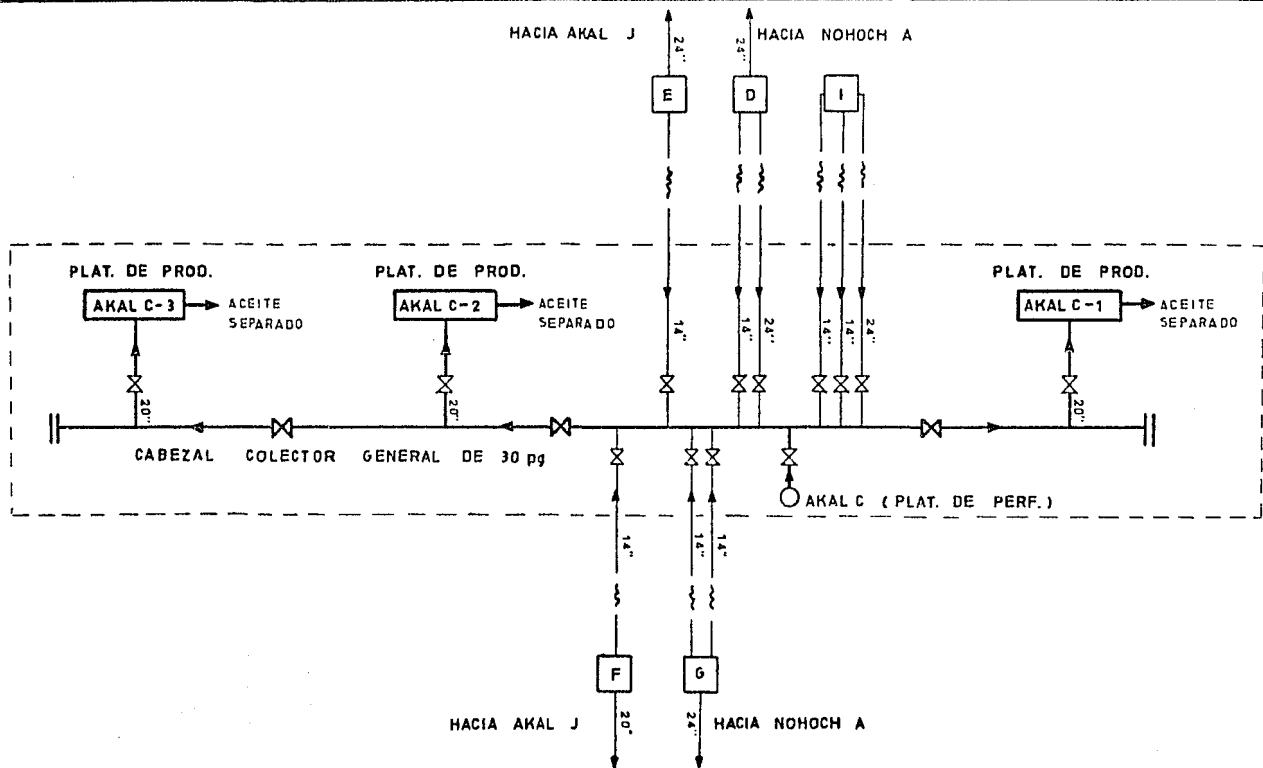 HACIA AKAL J
24"
24"
HACIA NOHOCH A
E
D
I
PLAT. DE PROD.
AKAL C-3
ACEITE
SEPARADO
PLAT. DE PROD.
AKAL C-2
ACEITE
SEPARADO
PLAT. DE PROD.
AKAL C-1
ACEITE
SEPARADO
14"
14"
24"
14"
14"
24"
20"
20"
20"
CABEZAL COLECTOR GENERAL DE 30 pg
AKAL C (PLAT. DE PERF.)
14"
14"
14"
F
G
HACIA AKAL J
20"
24"
HACIA NOHOCH A